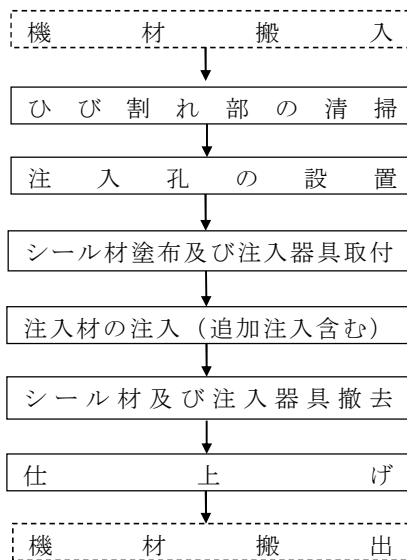 機材搬入
ひび割れ部の清掃
注入孔の設置
シール材塗布及び注入器具取付
注入材の注入（追加注入含む）
シール材及び注入器具撤去
仕上げ
機材搬出